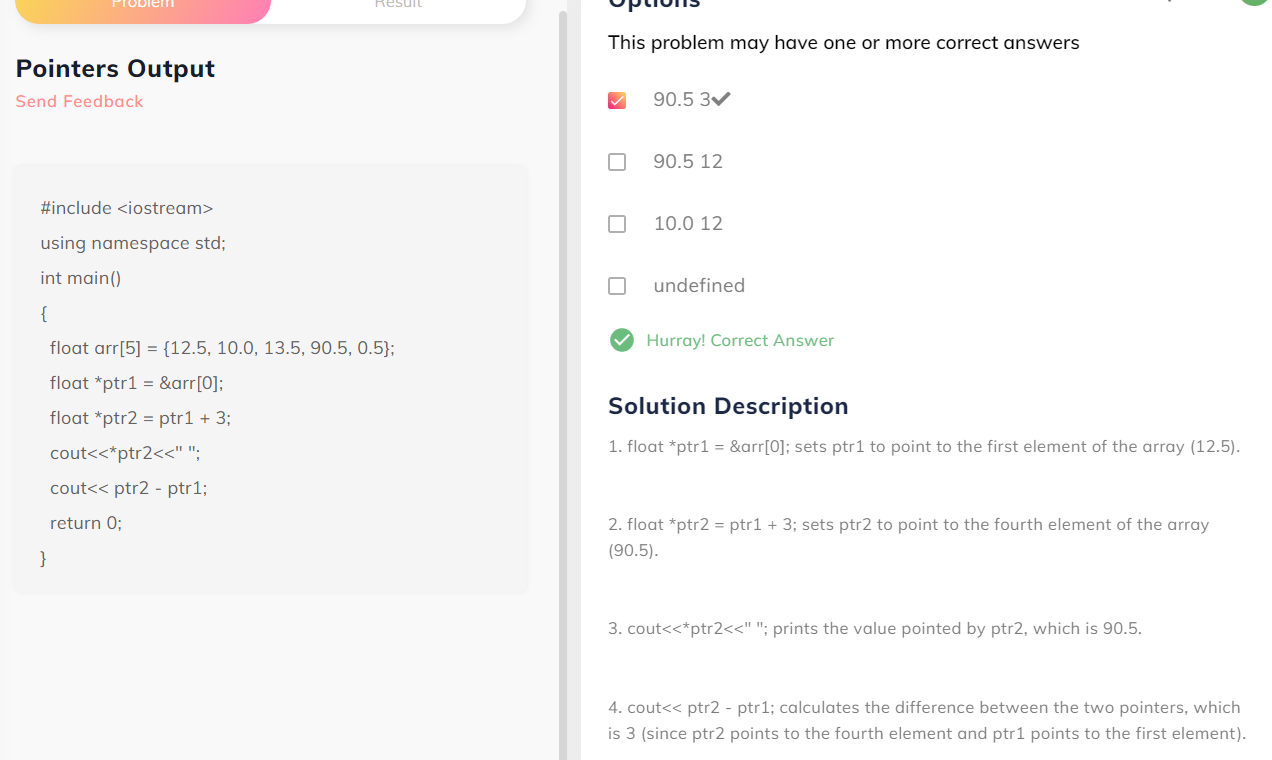 Problem
Result
Pointers Output
Send Feedback
#include <iostream>
using namespace std;
int main()
{
float arr[5] = {12.5, 10.0, 13.5, 90.5, 0.5};
float *ptr1 = &arr[0];
float *ptr2 = ptr1 + 3;
cout<<*ptr2<<" ";
cout<< ptr2 - ptr1;
return 0;
}
Options
This problem may have one or more correct answers
90.5 3
90.5 12
10.0 12
undefined
Hurray! Correct Answer
Solution Description
1. float *ptr1 = &arr[0]; sets ptr1 to point to the first element of the array (12.5).
2. float *ptr2 = ptr1 + 3; sets ptr2 to point to the fourth element of the array
(90.5).
3. cout<<*ptr2<<" "; prints the value pointed by ptr2, which is 90.5.
4. cout<< ptr2 - ptr1; calculates the difference between the two pointers, which
is 3 (since ptr2 points to the fourth element and ptr1 points to the first element).